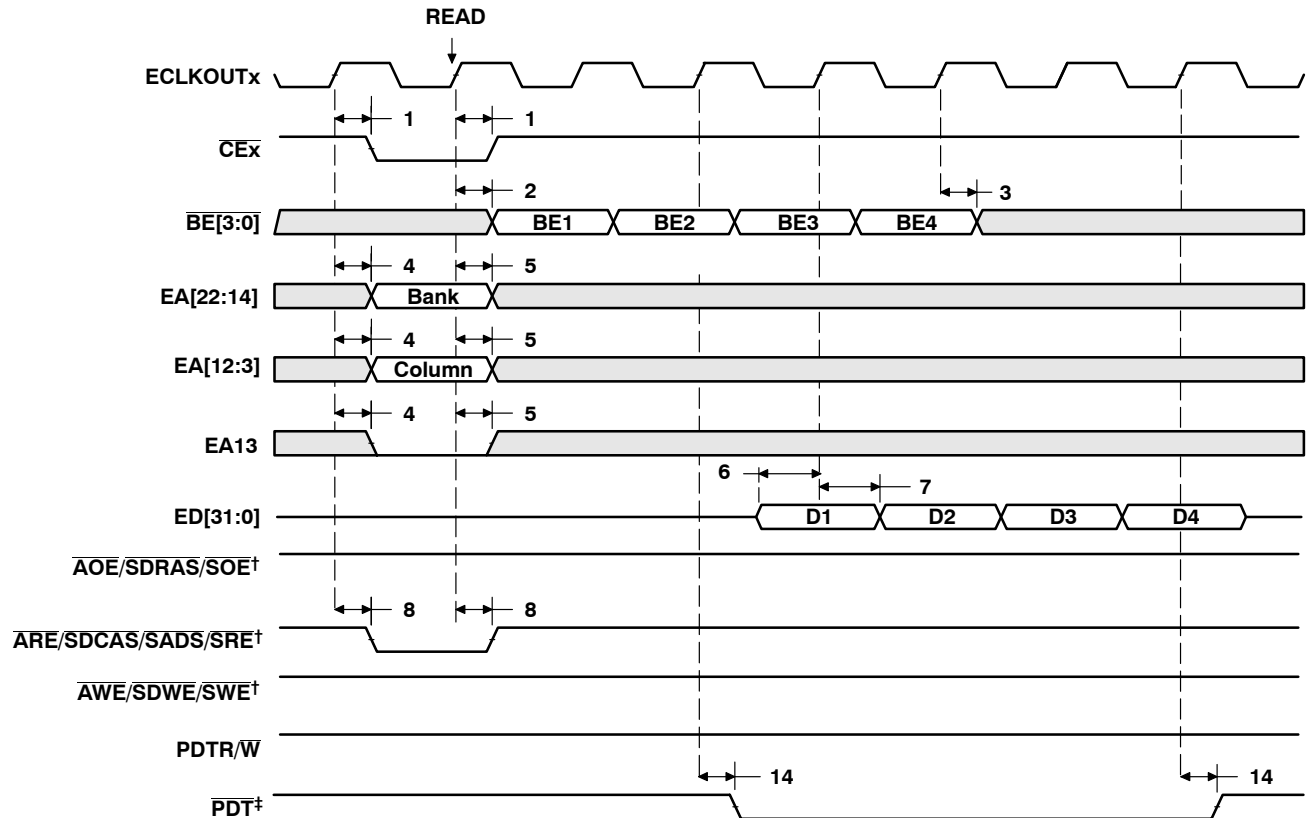 READ
ECLKOUTx
1 1
CEx
2 3
BE[3:0] BE1 BE2 BE3 BE4
4 5
EA[22:14] Bank
4 5
EA[12:3] Column
4 5
EA13
6 7
ED[31:0] D1 D2 D3 D4
AOE/SDRAS/SOE†
8 8
ARE/SDCAS/SADS/SRE†
AWE/SDWE/SWE†
PDTR/W
14 14
PDT‡